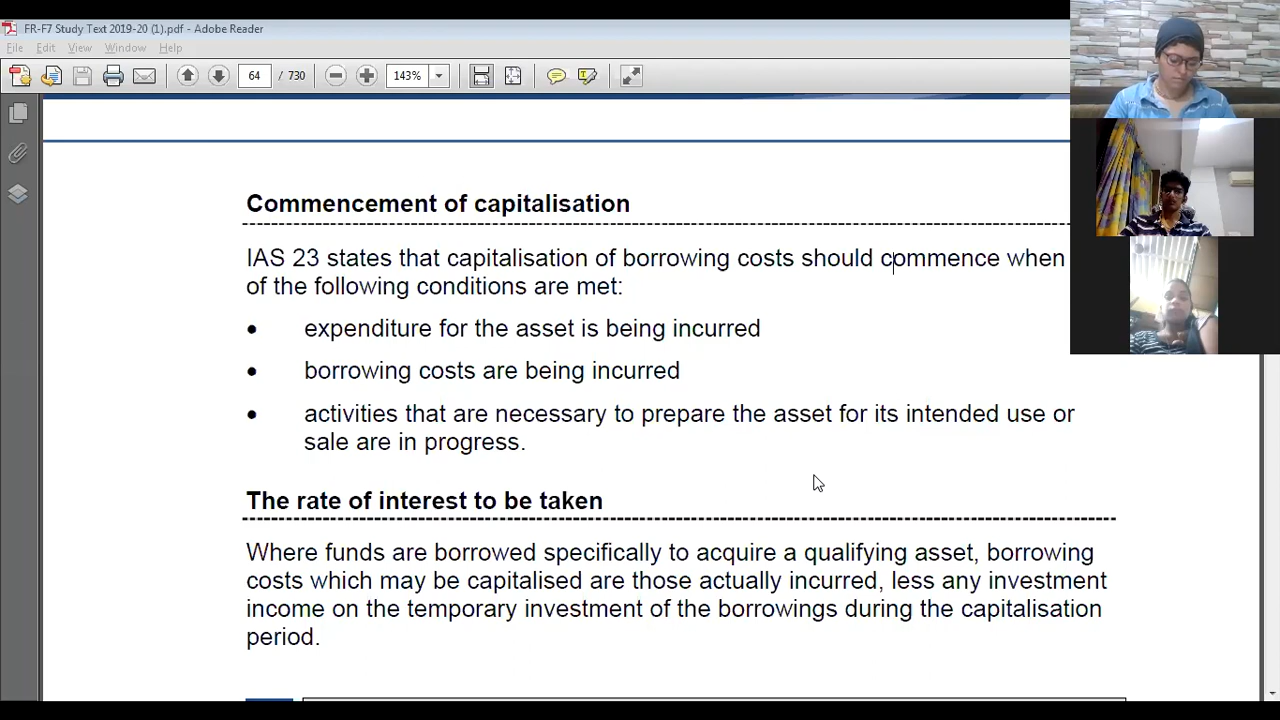 FR-F7 Study Text 2019-20 (1).pdf - Adobe Reader
File Edit View Window Help
64 / 730 143%
Commencement of capitalisation
IAS 23 states that capitalisation of borrowing costs should commence when
of the following conditions are met:
• expenditure for the asset is being incurred
• borrowing costs are being incurred
• activities that are necessary to prepare the asset for its intended use or
sale are in progress.
The rate of interest to be taken
Where funds are borrowed specifically to acquire a qualifying asset, borrowing
costs which may be capitalised are those actually incurred, less any investment
income on the temporary investment of the borrowings during the capitalisation
period.